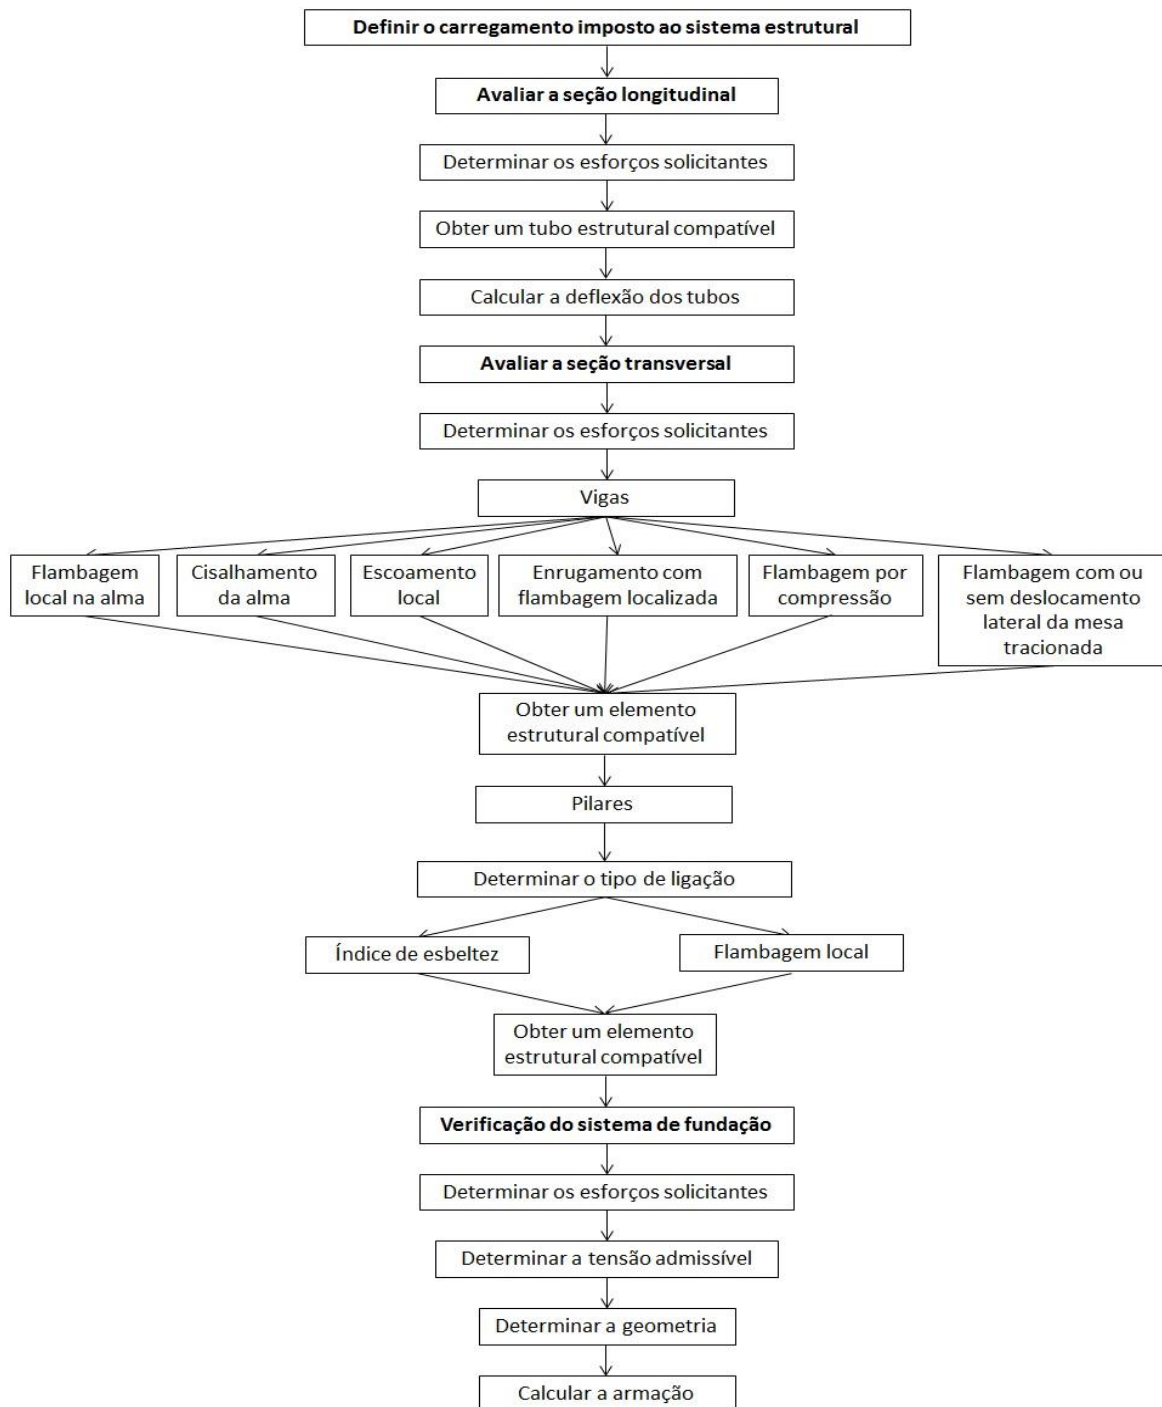 Definir o carregamento imposto ao sistema estrutural
Avaliar a seção longitudinal
Determinar os esforços solicitantes
Obter um tubo estrutural compatível
Calcular a deflexão dos tubos
Avaliar a seção transversal
Determinar os esforços solicitantes
Vigas
Flambagem
local na alma
Cisalhamento
da alma
Escoamento
local
Enrugamento com
flambagem localizada
Flambagem por
compressão
Flambagem com ou
sem deslocamento
lateral da mesa
tracionada
Obter um elemento
estrutural compatível
Pilares
Determinar o tipo de ligação
Índice de esbeltez
Flambagem local
Obter um elemento
estrutural compatível
Verificação do sistema de fundação
Determinar os esforços solicitantes
Determinar a tensão admissível
Determinar a geometria
Calcular a armação